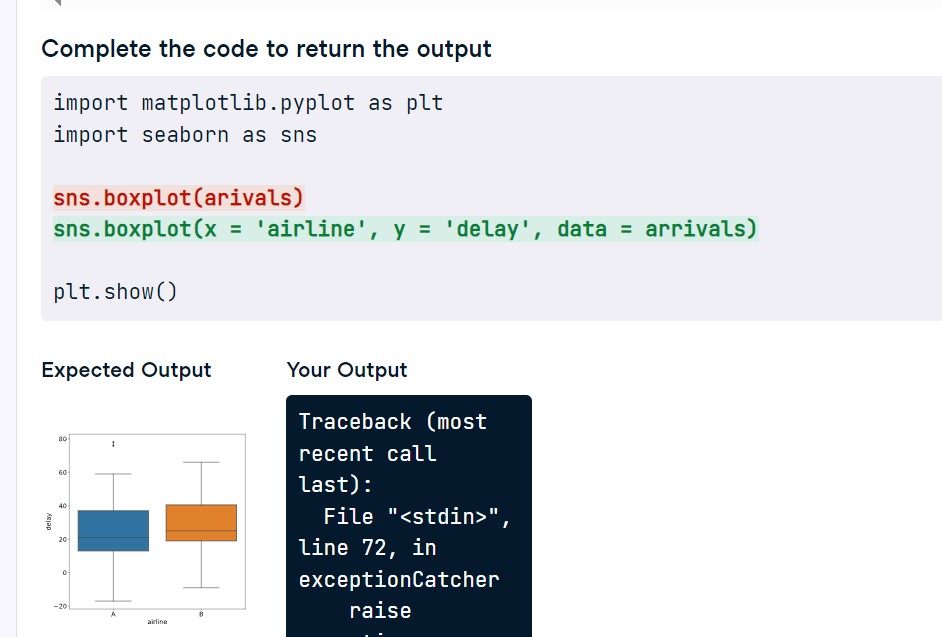 Complete the code to return the output
import matplotlib.pyplot as plt
import seaborn as sns
sns.boxplot(arivals)
sns.boxplot(x = 'airline', y = 'delay', data = arrivals)
plt.show()
Expected Output
Your Output
80
60
40
20
0
−20
delay
A
B
airline
Traceback (most
recent call
last):
File "<stdin>",
line 72, in
exceptionCatcher
raise